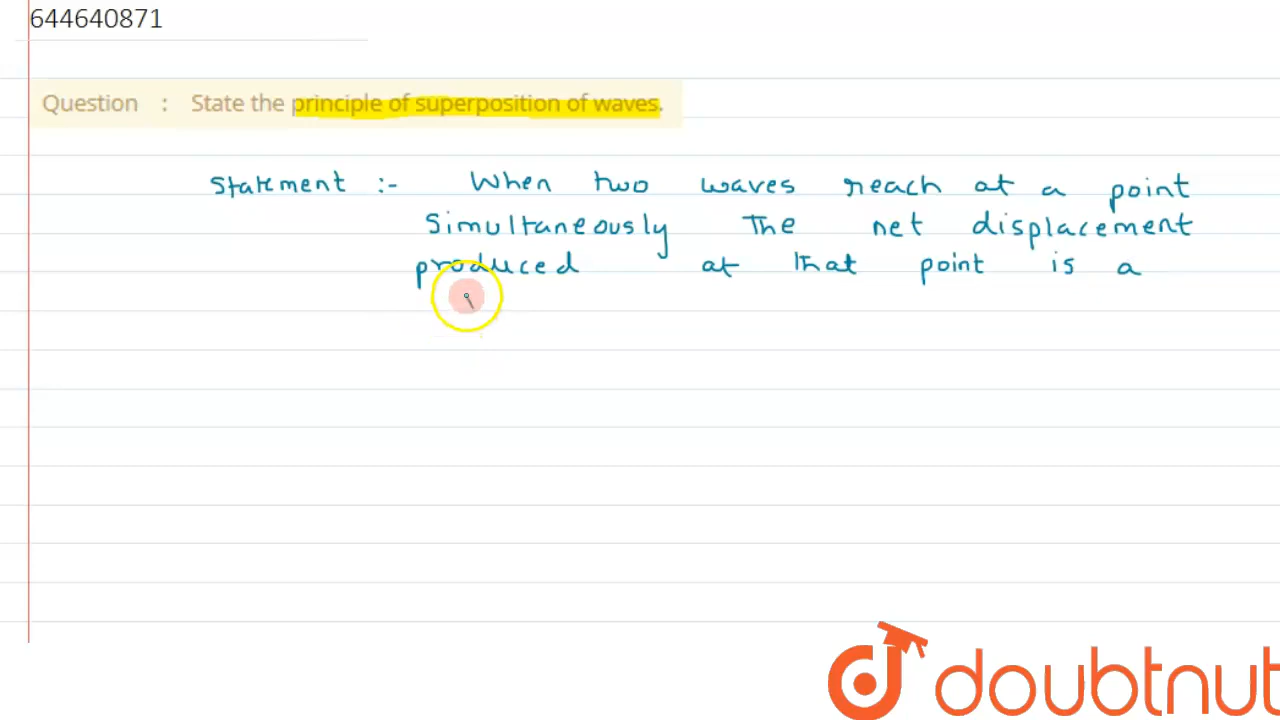 644640871
Question : State the principle of superposition of waves.
Statement :- When two waves reach at a point
Simultaneously The net displacement
produced at that point is a
doubtnut